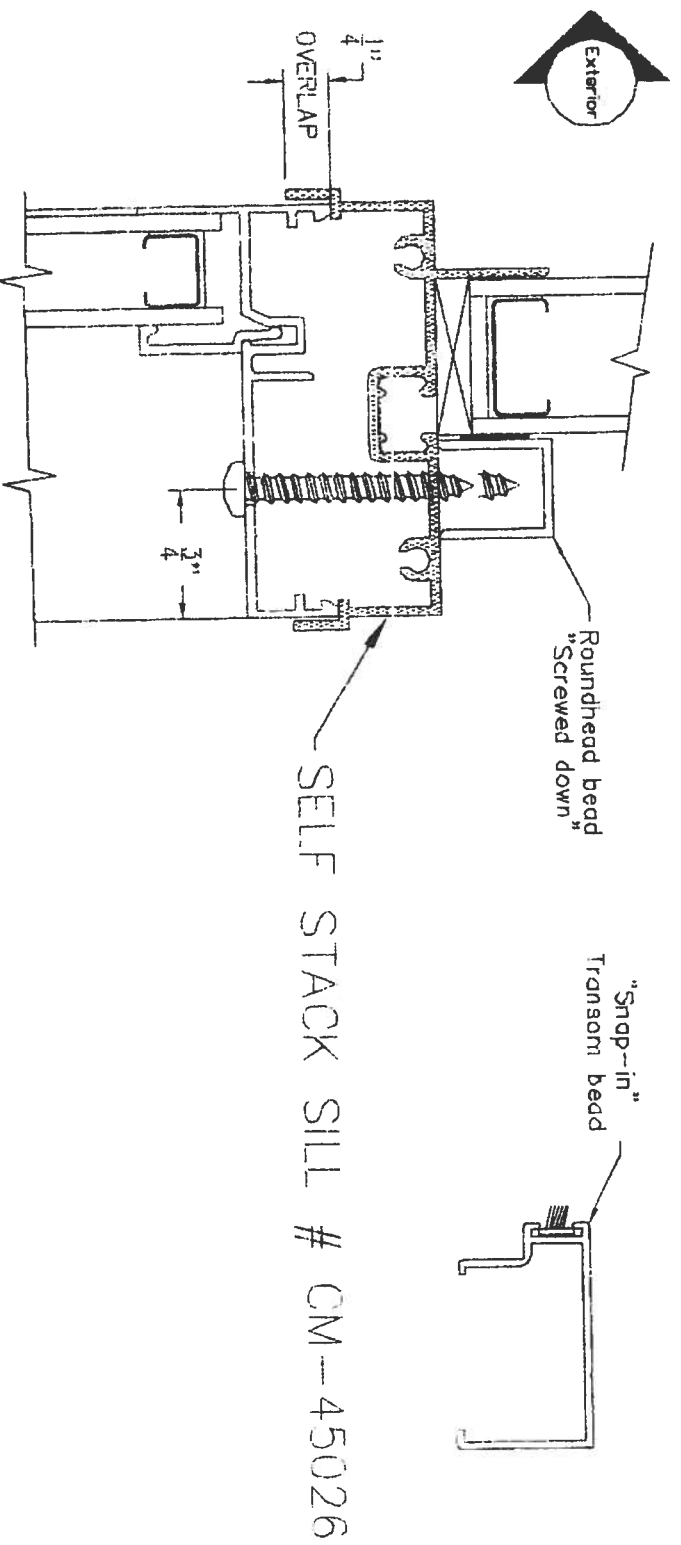 Exterior
1/4"
OVERLAP
3/4"
Roundhead bead
"Screwed down"
"Snap-in"
Transom bead
SELF STACK SILL # CM-45026